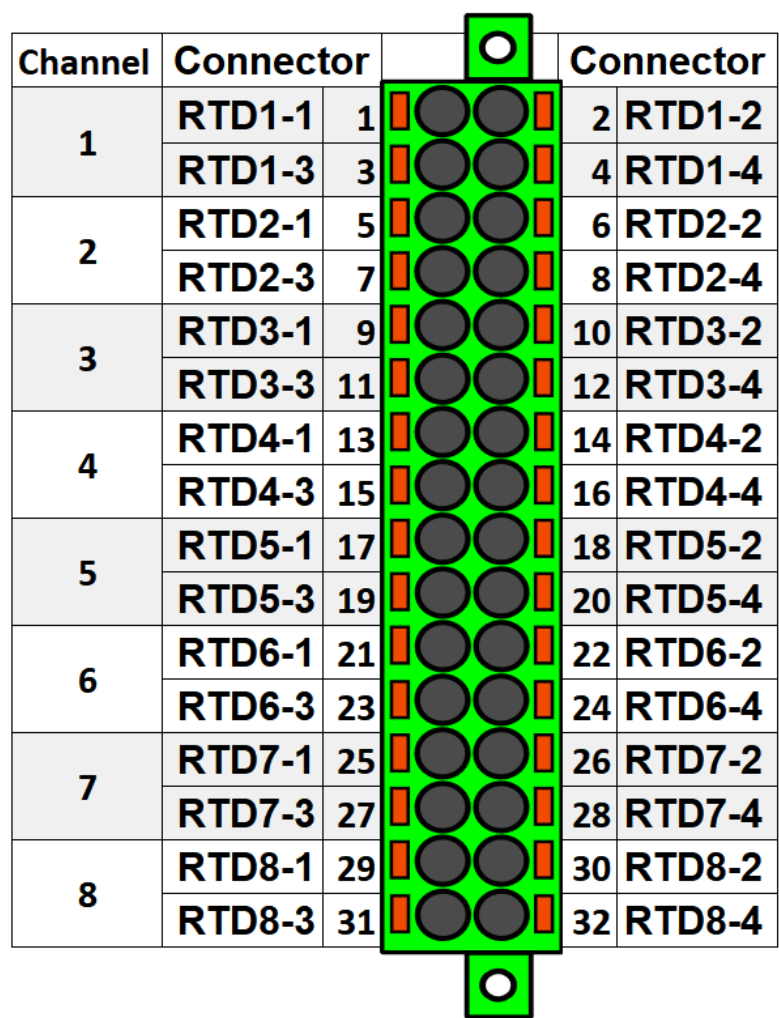 Channel Connector Connector
1
RTD1-1 1 2 RTD1-2
RTD1-3 3 4 RTD1-4
2
RTD2-1 5 6 RTD2-2
RTD2-3 7 8 RTD2-4
3
RTD3-1 9 10 RTD3-2
RTD3-3 11 12 RTD3-4
4
RTD4-1 13 14 RTD4-2
RTD4-3 15 16 RTD4-4
5
RTD5-1 17 18 RTD5-2
RTD5-3 19 20 RTD5-4
6
RTD6-1 21 22 RTD6-2
RTD6-3 23 24 RTD6-4
7
RTD7-1 25 26 RTD7-2
RTD7-3 27 28 RTD7-4
8
RTD8-1 29 30 RTD8-2
RTD8-3 31 32 RTD8-4